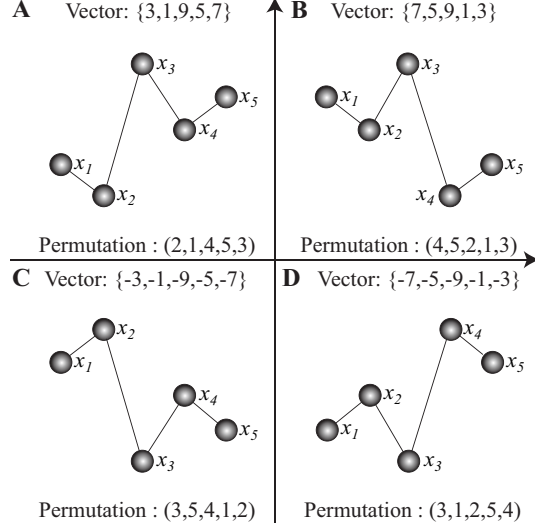 A Vector: {3,1,9,5,7}
x3
x5
x4
x1
x2
Permutation : (2,1,4,5,3)
B Vector: {7,5,9,1,3}
x3
x1
x2
x5
x4
Permutation : (4,5,2,1,3)
C Vector: {-3,-1,-9,-5,-7}
x2
x1
x4
x5
x3
Permutation : (3,5,4,1,2)
D Vector: {-7,-5,-9,-1,-3}
x4
x5
x2
x1
x3
Permutation : (3,1,2,5,4)